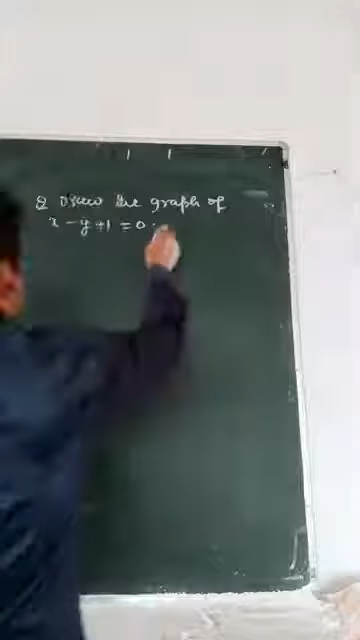 Q Draw the graph of
x - y + 1 = 0